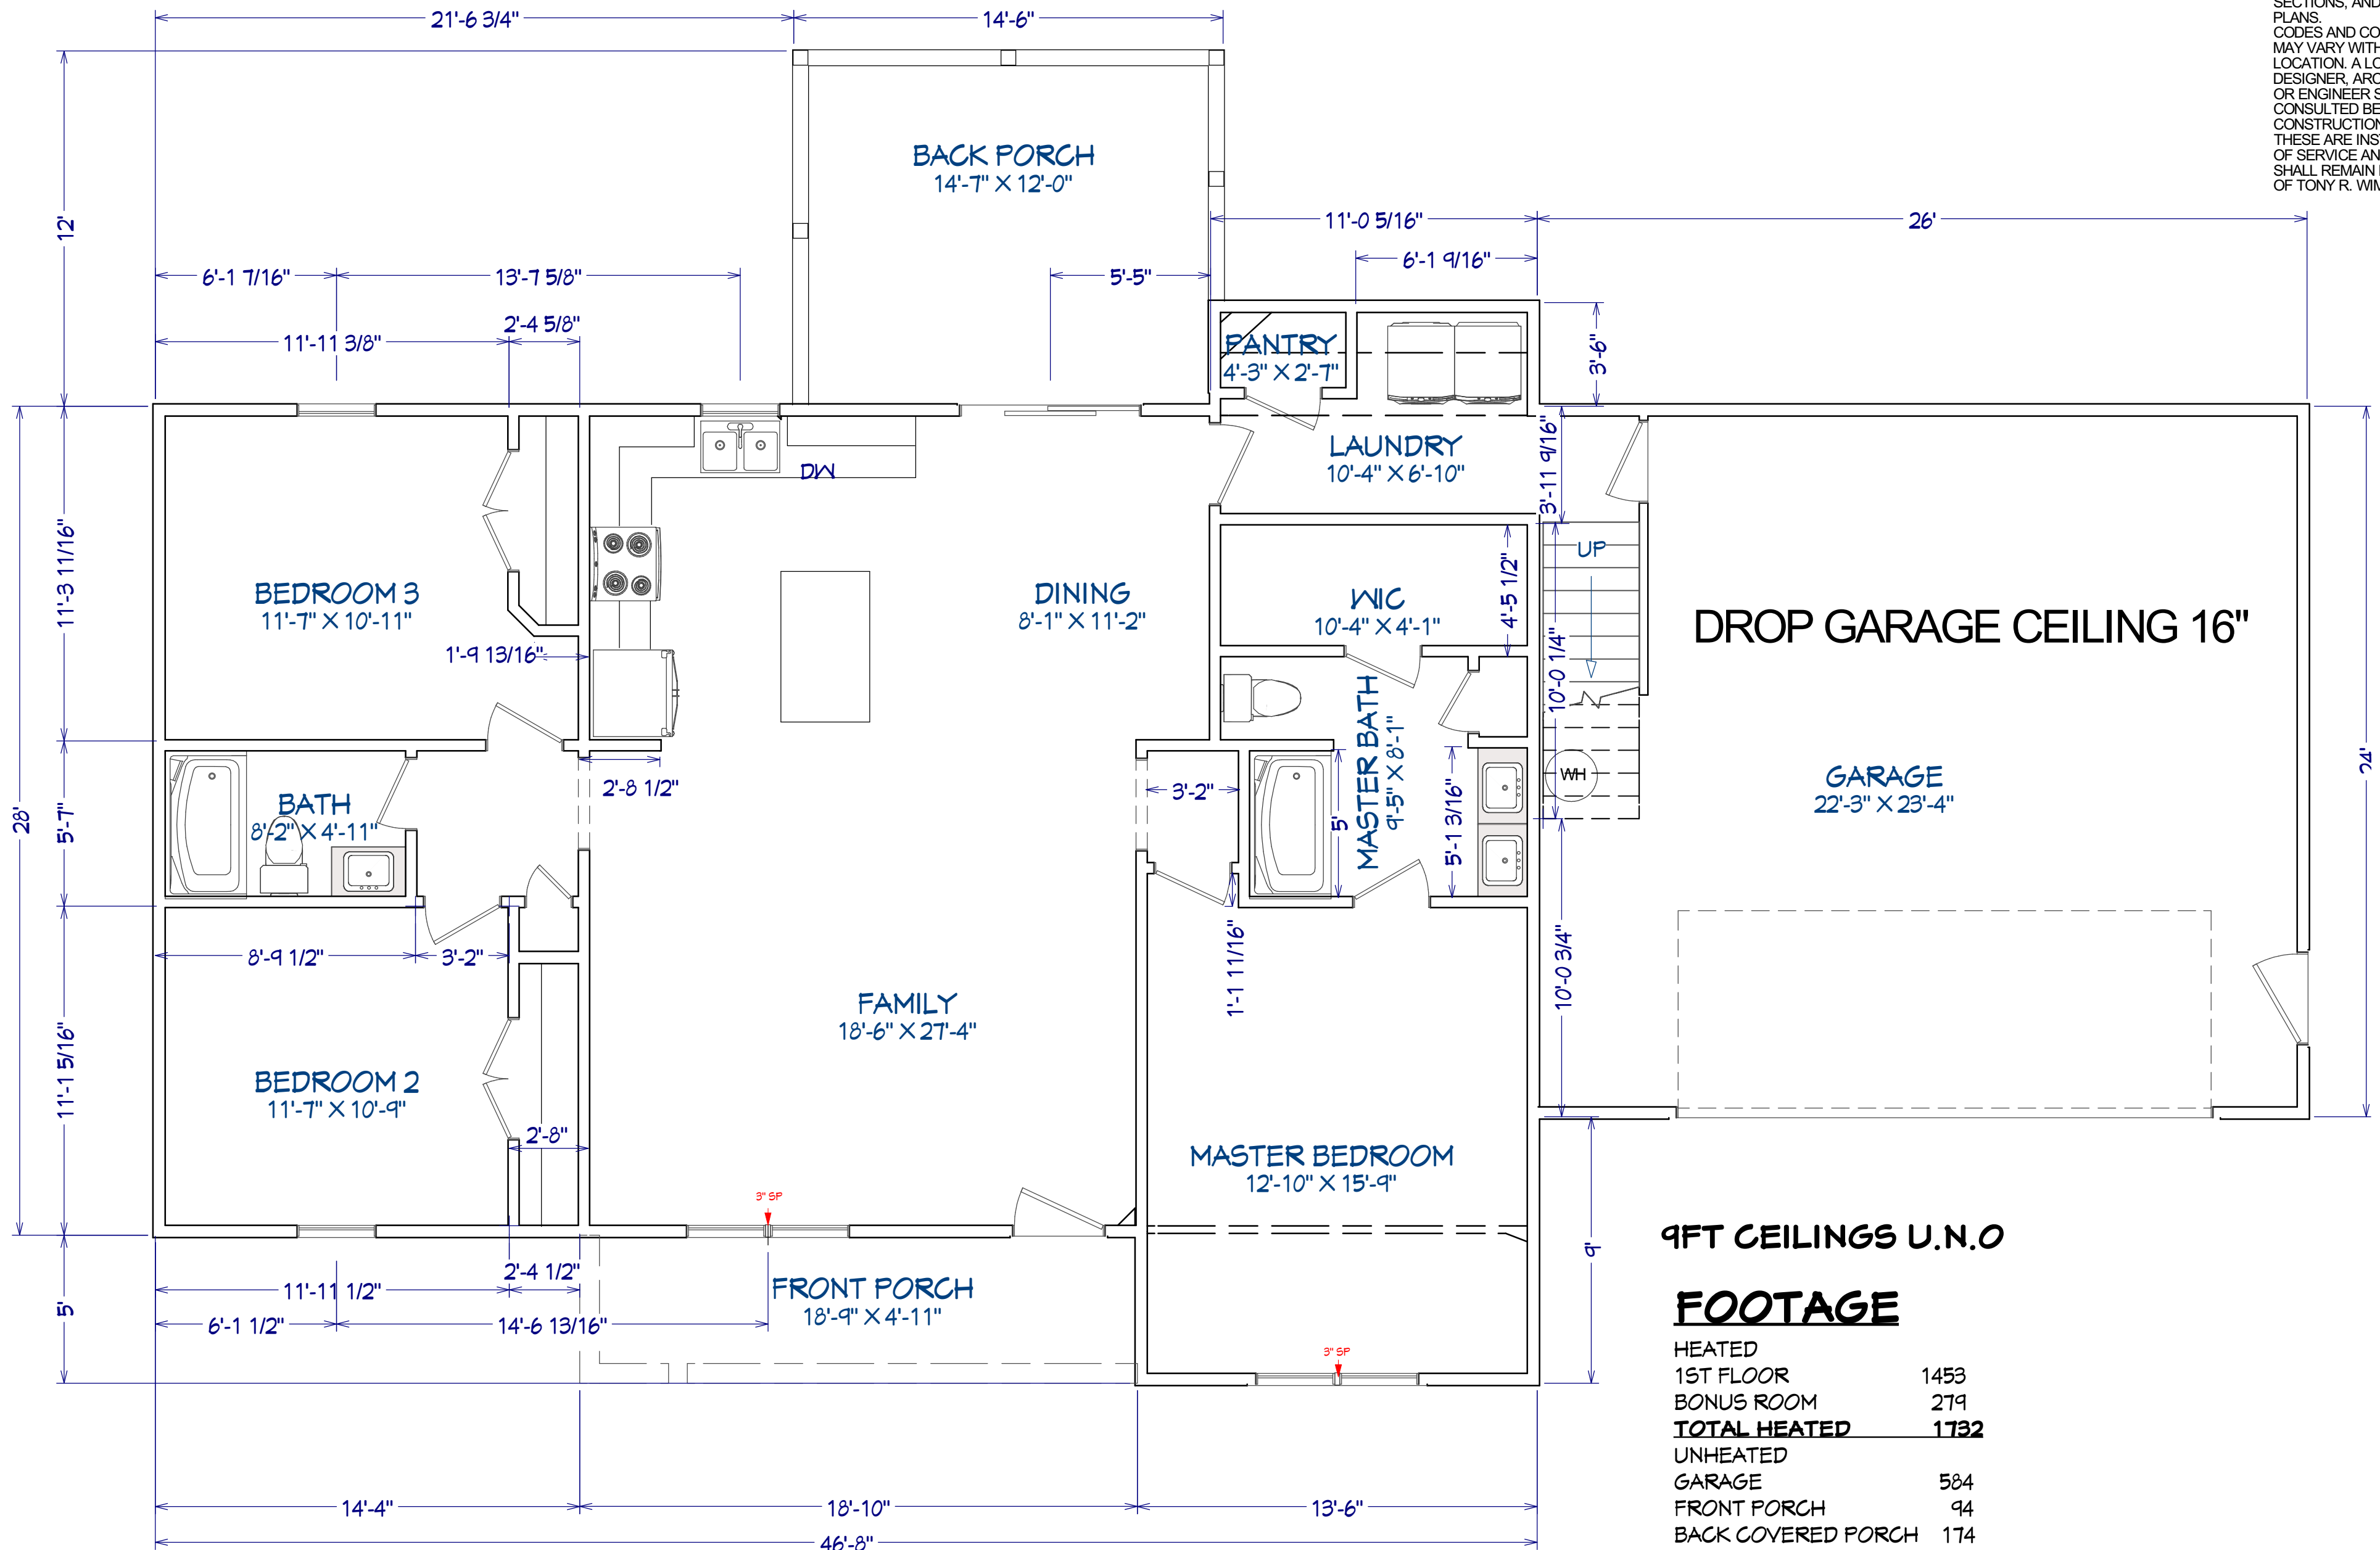 SECTIONS, AND
PLANS.
CODES AND CO
MAY VARY WITH
LOCATION. A LO
DESIGNER, ARC
OR ENGINEER S
CONSULTED BE
CONSTRUCTION
THESE ARE INS
OF SERVICE AN
SHALL REMAIN
OF TONY R. WIM
21'-6 3/4"
14'-6"
BACK PORCH
14'-7" X 12'-0"
12'
11'-0 5/16"
26'
6'-1 9/16"
6'-1 7/16"
13'-7 5/8"
5'-5"
2'-4 5/8"
11'-11 3/8"
PANTRY
4'-3" X 2'-7"
3'-6"
LAUNDRY
10'-4" X 6'-10"
3'-11 9/16"
DW
UP
BEDROOM 3
11'-7" X 10'-11"
11'-3 11/16"
1'-9 13/16"
DINING
8'-1" X 11'-2"
WIC
10'-4" X 4'-1"
4'-5 1/2"
10'-0 1/4"
DROP GARAGE CEILING 16"
MASTER BATH
9'-5" X 8'-1"
28'
5'-7"
BATH
8'-2" X 4'-11"
2'-8 1/2"
3'-2"
5'
5'-1 3/16"
WH
GARAGE
22'-3" X 23'-4"
24'
8'-9 1/2"
3'-2"
1'-1 11/16"
10'-0 3/4"
FAMILY
18'-6" X 27'-4"
11'-1 5/16"
BEDROOM 2
11'-7" X 10'-9"
2'-8"
MASTER BEDROOM
12'-10" X 15'-9"
3" SP
9'
9FT CEILINGS U.N.O
2'-4 1/2"
11'-11 1/2"
FRONT PORCH
18'-9" X 4'-11"
5'
6'-1 1/2"
14'-6 13/16"
3" SP
FOOTAGE
HEATED
1ST FLOOR 1453
BONUS ROOM 279
TOTAL HEATED 1732
UNHEATED
GARAGE 584
FRONT PORCH 94
BACK COVERED PORCH 174
14'-4"
18'-10"
13'-6"
46'-8"